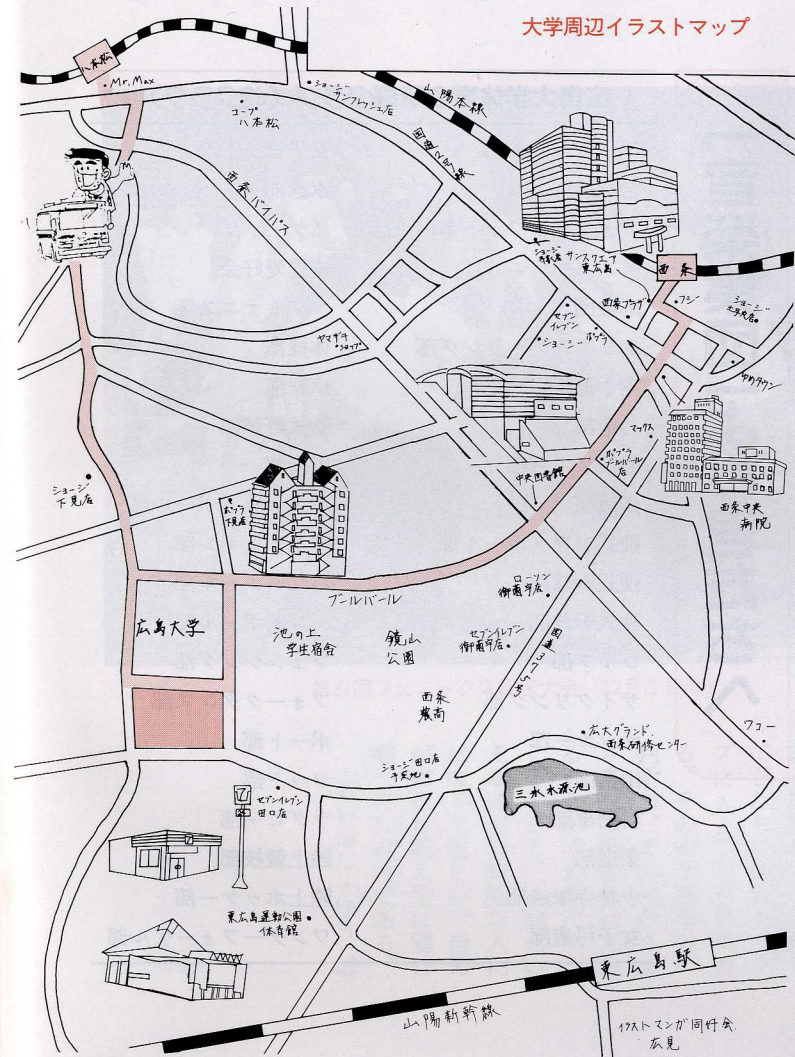 大学周辺イラストマップ
八本松
Mr.Max
コープ
八本松
ショージ
サンフレッシュ店
山陽本線
国道2号線
西条バイパス
ショージ
予定店
サンスクエア
東広島
西条
西条プラザ
フジ
ショージ
セブン
イレブン
ショージ
ポプラ
ゆめタウン
ヤマザキ
ショップ
マックス
ポプラ
ブールバール
店
中央図書館
西条中央
病院
ショージ
下見店
ポプラ
下見店
ブールバール
ローソン
御薗宇店
広島大学
池の上
学生宿舎
鏡山
公園
セブンイレブン
御薗宇店
国道375号
西条
農高
広大グランド
西条研修センター
ワコー
ショージ田口店
予定地
三永水源池
セブンイレブン
田口店
東広島運動公園
体育館
東広島駅
山陽新幹線
イラストマンガ同好会
広見